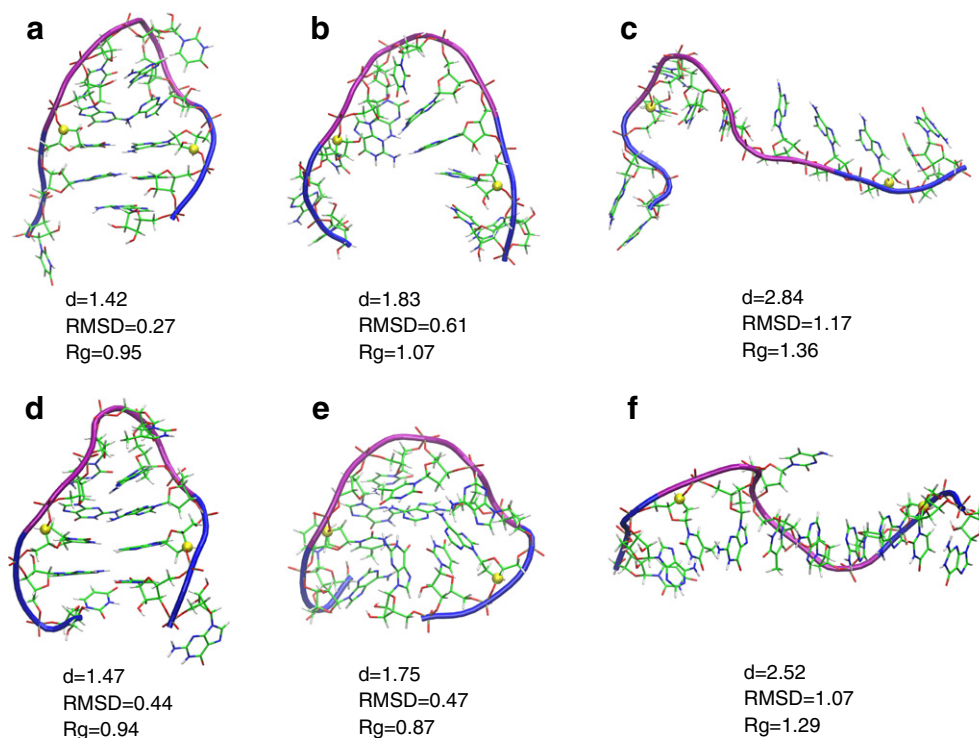 a
b
c
d=1.42
RMSD=0.27
Rg=0.95
d=1.83
RMSD=0.61
Rg=1.07
d=2.84
RMSD=1.17
Rg=1.36
d
e
f
d=1.47
RMSD=0.44
Rg=0.94
d=1.75
RMSD=0.47
Rg=0.87
d=2.52
RMSD=1.07
Rg=1.29